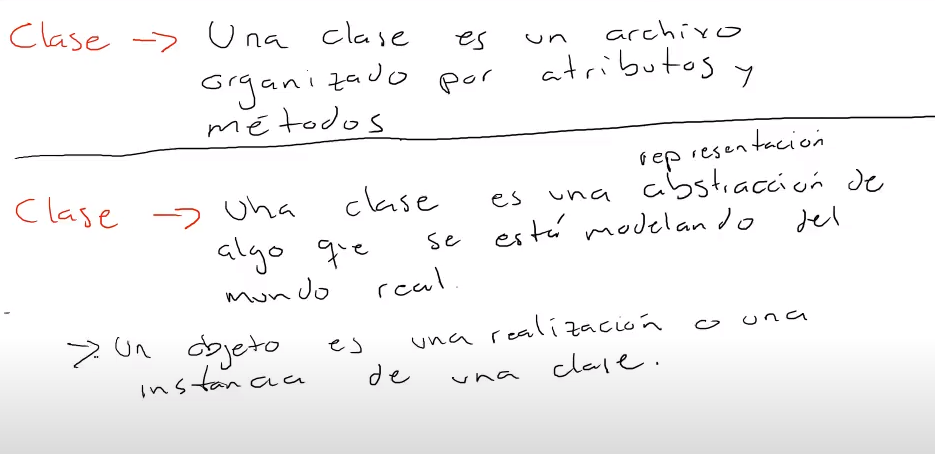 Clase → Una clase es un archivo
organizado por atributos y
métodos
representación
Clase → Una clase es una abstracción de
algo que se está modelando del
mundo real.
→ Un objeto es una realización o una
instancia de una clase.